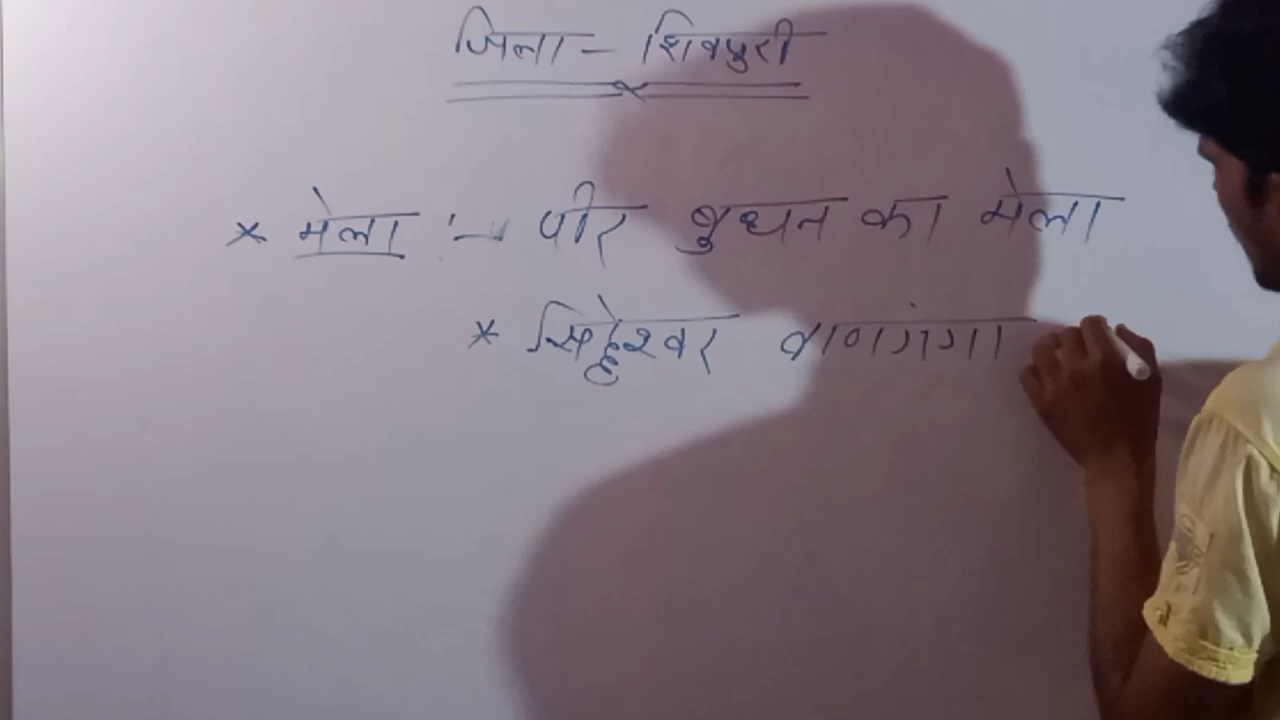 जिला - शिवपुरी
* मेला :- पीर बुधन का मेला
* सिद्देश्वर बाणगंगा